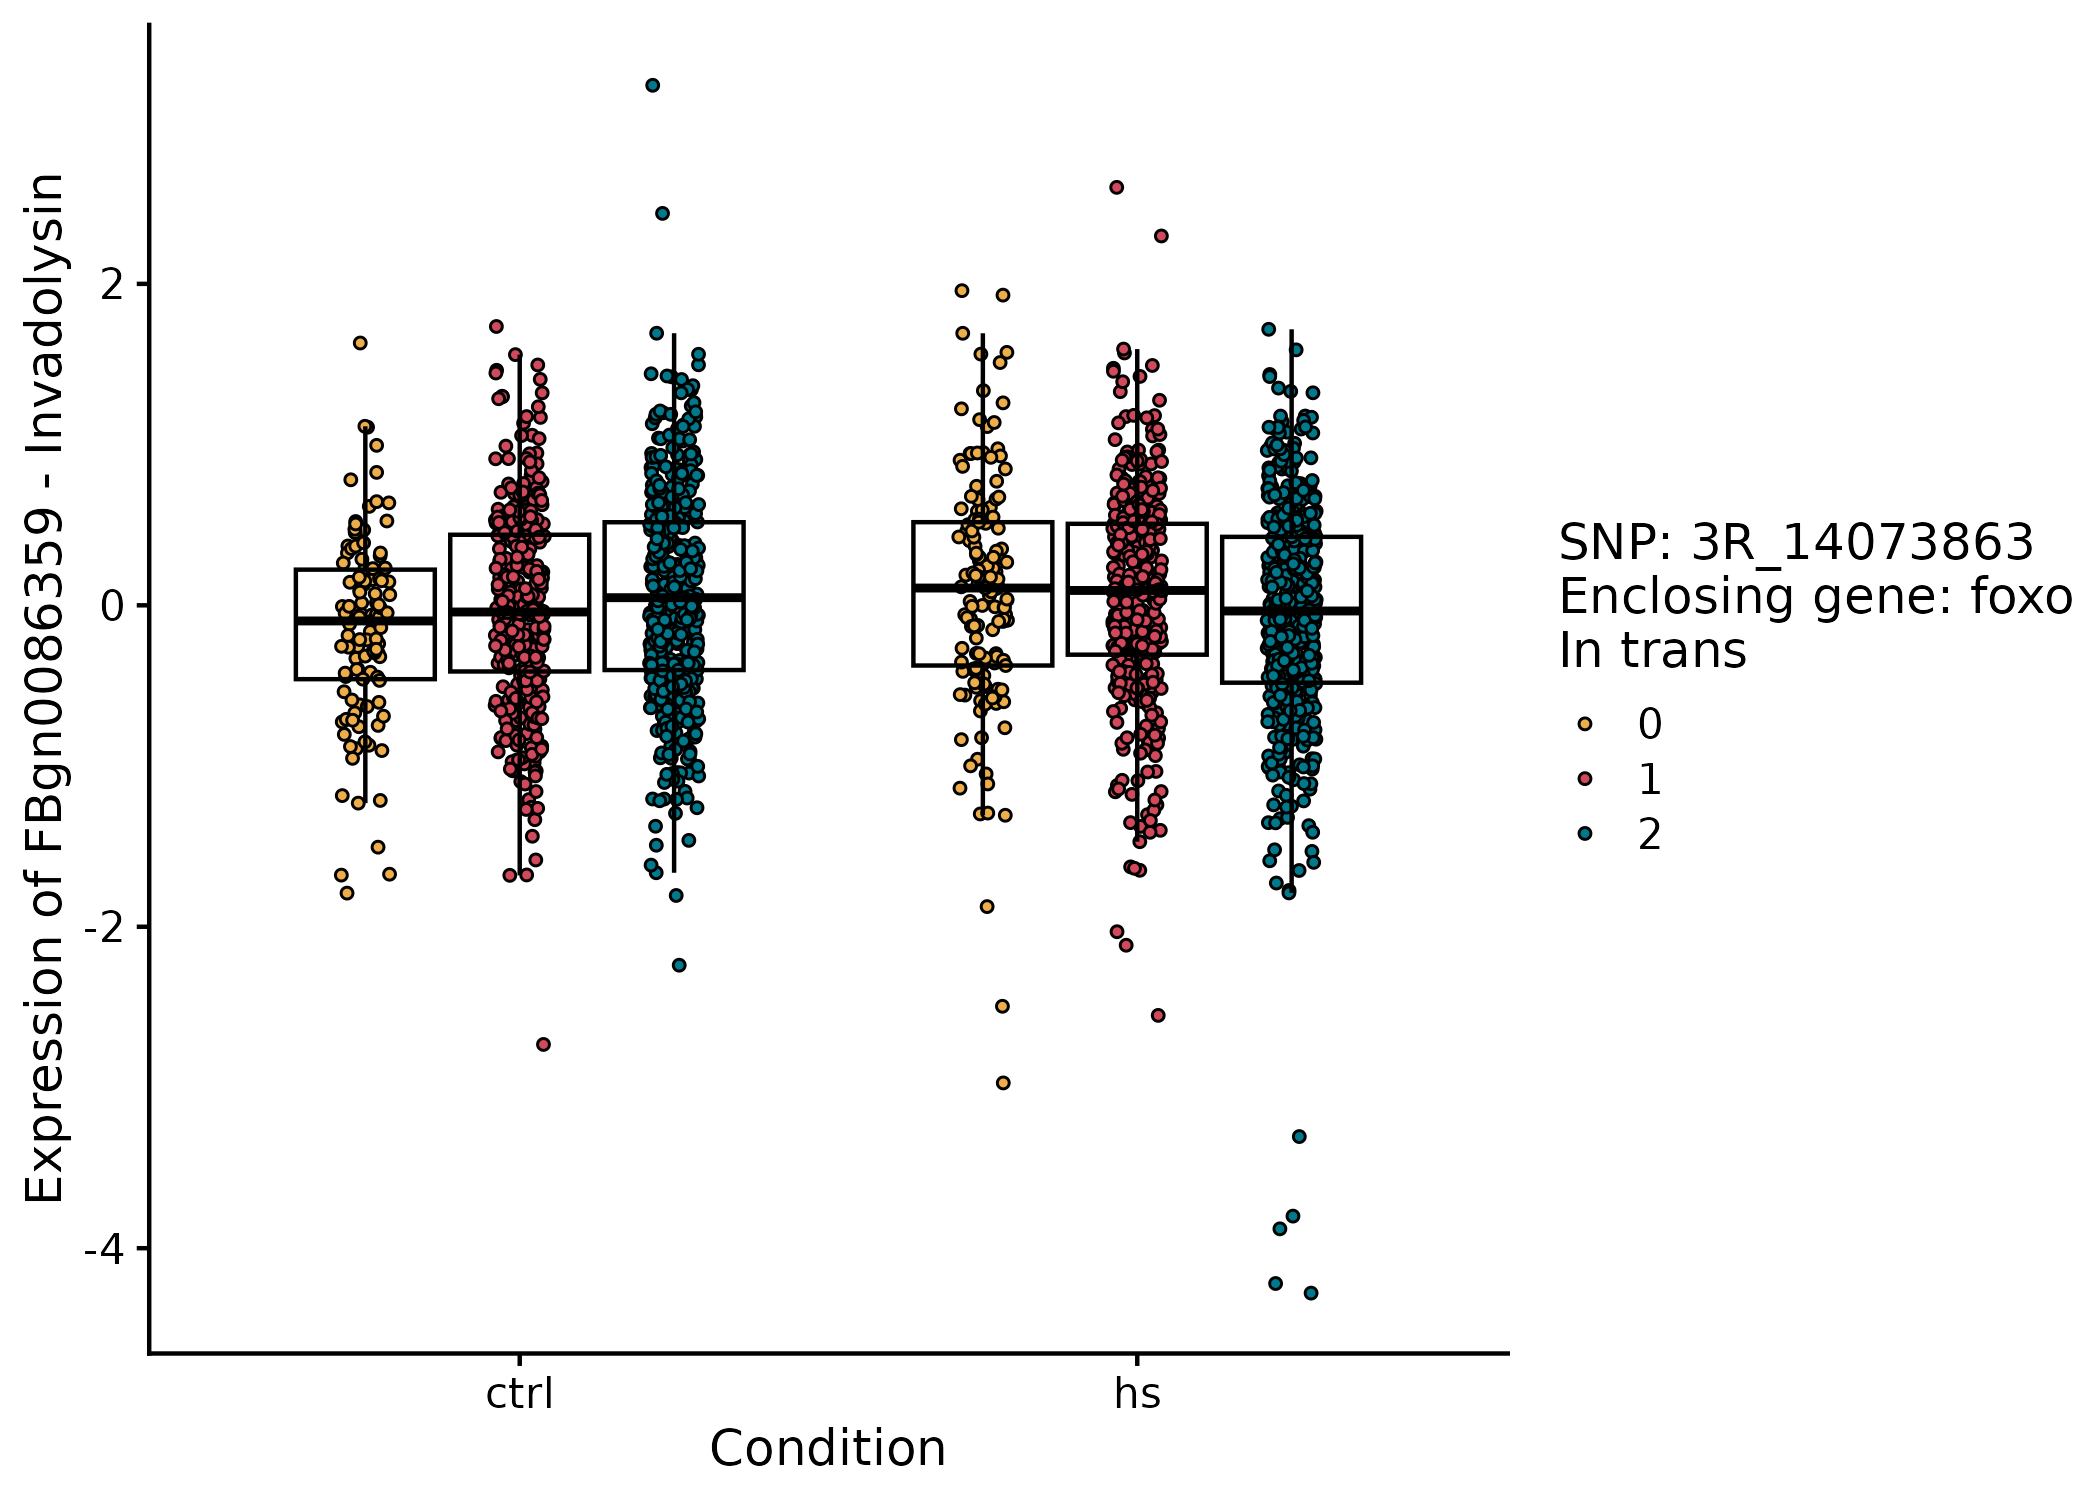 Expression of FBgn0086359 - Invadolysin
2
0
-2
-4
ctrl
hs
Condition
SNP: 3R_14073863
Enclosing gene: foxo
In trans
0
1
2